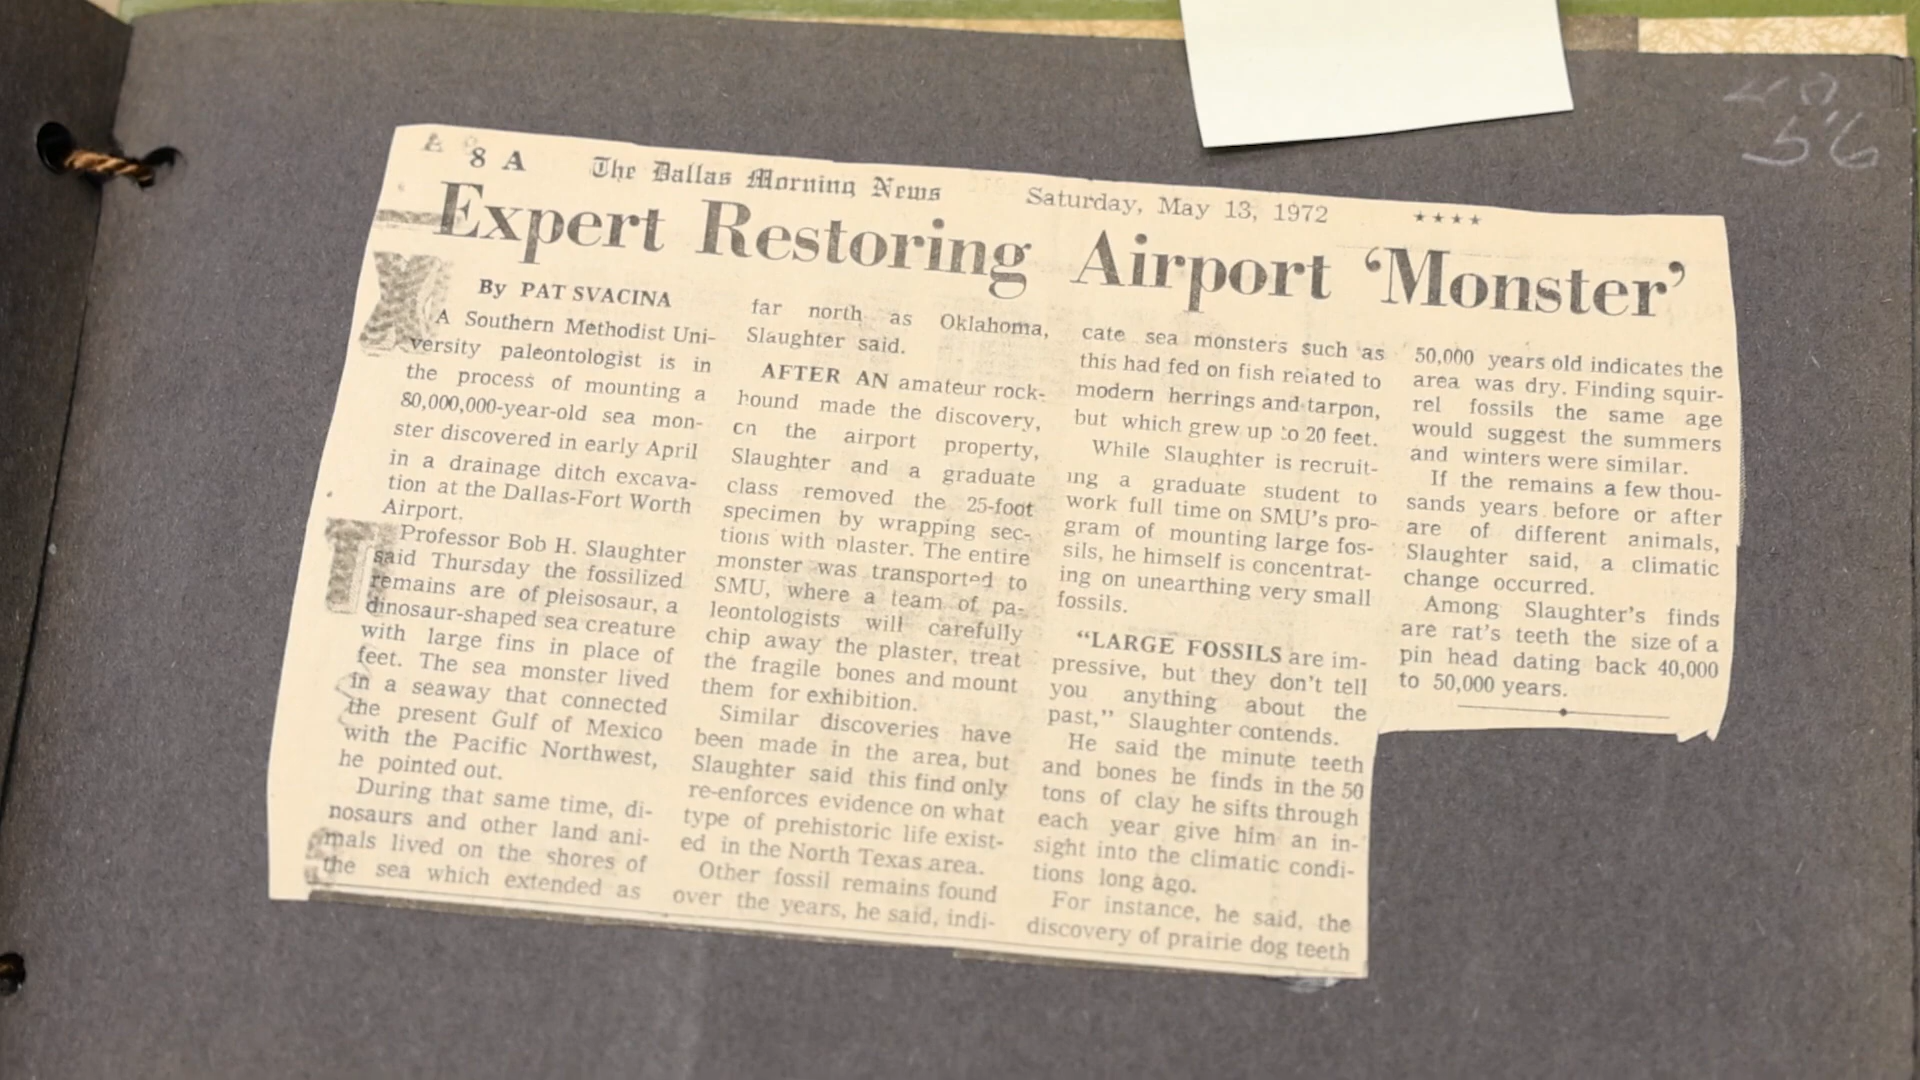 8 A The Dallas Morning News Saturday, May 13, 1972 ★★★★
Expert Restoring Airport ‘Monster’
By PAT SVACINA
A Southern Methodist Uni-
versity paleontologist is in
the process of mounting a
80,000,000-year-old sea mon-
ster discovered in early April
in a drainage ditch excava-
tion at the Dallas-Fort Worth
Airport.
Professor Bob H. Slaughter
said Thursday the fossilized
remains are of pleisosaur, a
dinosaur-shaped sea creature
with large fins in place of
feet. The sea monster lived
in a seaway that connected
the present Gulf of Mexico
with the Pacific Northwest,
he pointed out.
During that same time, di-
nosaurs and other land ani-
mals lived on the shores of
the sea which extended as
far north as Oklahoma,
Slaughter said.
AFTER AN amateur rock-
hound made the discovery,
on the airport property,
Slaughter and a graduate
class removed the 25-foot
specimen by wrapping sec-
tions with plaster. The entire
monster was transported to
SMU, where a team of pa-
leontologists will carefully
chip away the plaster, treat
the fragile bones and mount
them for exhibition.
Similar discoveries have
been made in the area, but
Slaughter said this find only
re-enforces evidence on what
type of prehistoric life exist-
ed in the North Texas area.
Other fossil remains found
over the years, he said, indi-
cate sea monsters such as
this had fed on fish related to
modern herrings and tarpon,
but which grew up to 20 feet.
While Slaughter is recruit-
ing a graduate student to
work full time on SMU’s pro-
gram of mounting large fos-
sils, he himself is concentrat-
ing on unearthing very small
fossils.
“LARGE FOSSILS are im-
pressive, but they don’t tell
you anything about the
past,” Slaughter contends.
He said the minute teeth
and bones he finds in the 50
tons of clay he sifts through
each year give him an in-
sight into the climatic condi-
tions long ago.
For instance, he said, the
discovery of prairie dog teeth
50,000 years old indicates the
area was dry. Finding squir-
rel fossils the same age
would suggest the summers
and winters were similar.
If the remains a few thou-
sands years before or after
are of different animals,
Slaughter said, a climatic
change occurred.
Among Slaughter’s finds
are rat’s teeth the size of a
pin head dating back 40,000
to 50,000 years.
56